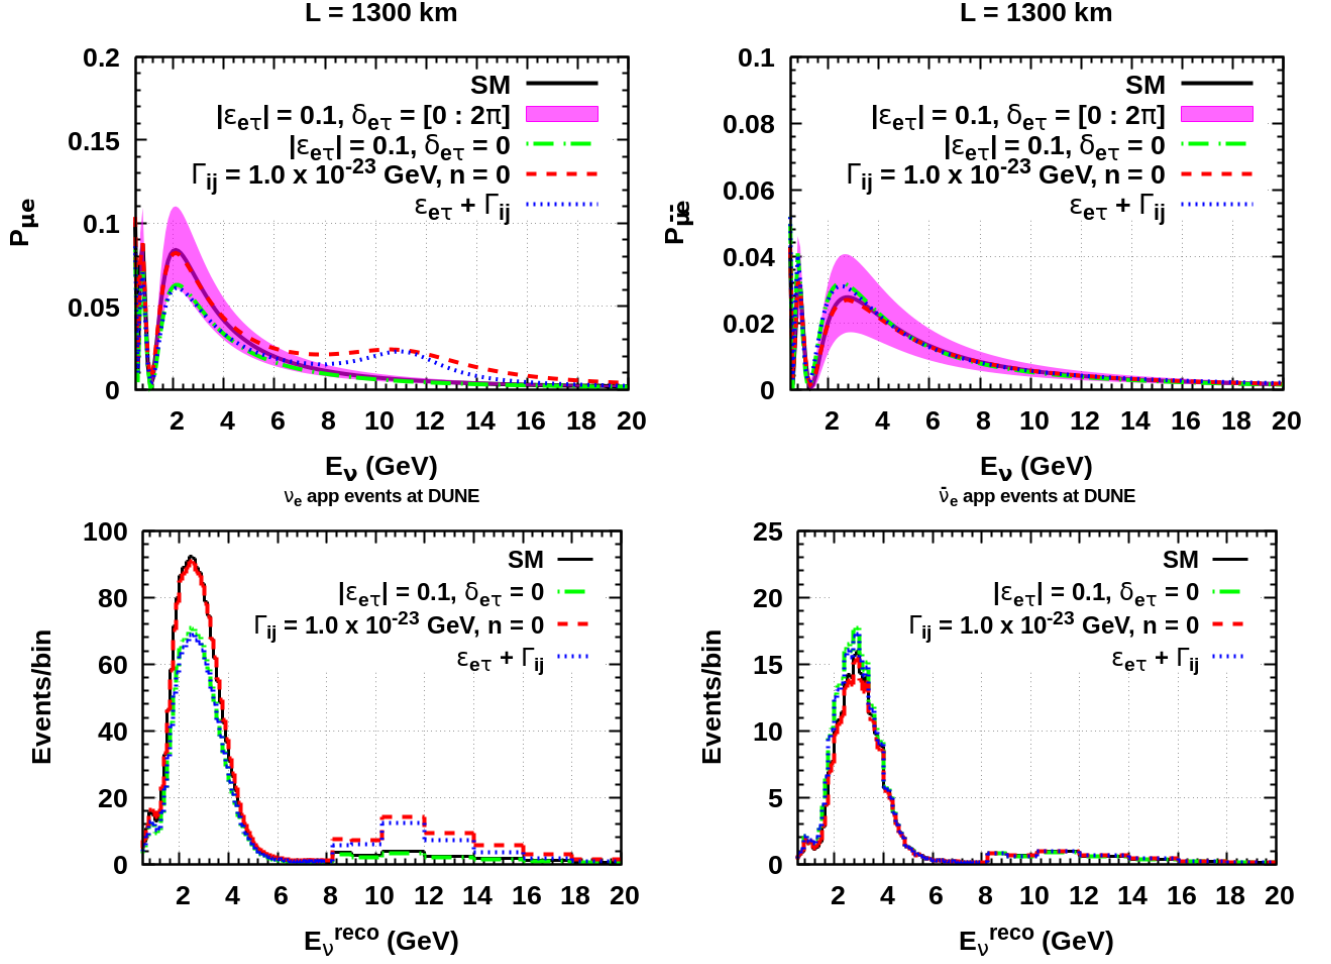 L = 1300 km
0.2
0.15
0.1
0.05
0
P_μe
SM
|ε_eτ| = 0.1, δ_eτ = [0 : 2π]
|ε_eτ| = 0.1, δ_eτ = 0
Γ_ij = 1.0 x 10^-23 GeV, n = 0
ε_eτ + Γ_ij
2 4 6 8 10 12 14 16 18 20
E_ν (GeV)
L = 1300 km
0.1
0.08
0.06
0.04
0.02
0
P_μ̄ē
SM
|ε_eτ| = 0.1, δ_eτ = [0 : 2π]
|ε_eτ| = 0.1, δ_eτ = 0
Γ_ij = 1.0 x 10^-23 GeV, n = 0
ε_eτ + Γ_ij
2 4 6 8 10 12 14 16 18 20
E_ν (GeV)
ν_e app events at DUNE
100
80
60
40
20
0
Events/bin
SM
|ε_eτ| = 0.1, δ_eτ = 0
Γ_ij = 1.0 x 10^-23 GeV, n = 0
ε_eτ + Γ_ij
2 4 6 8 10 12 14 16 18 20
E_ν^reco (GeV)
ν̄_e app events at DUNE
25
20
15
10
5
0
Events/bin
SM
|ε_eτ| = 0.1, δ_eτ = 0
Γ_ij = 1.0 x 10^-23 GeV, n = 0
ε_eτ + Γ_ij
2 4 6 8 10 12 14 16 18 20
E_ν^reco (GeV)